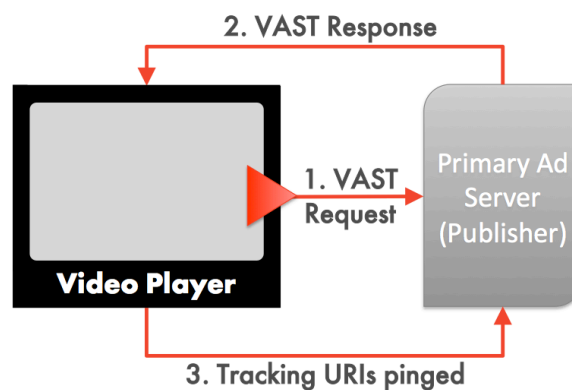 2. VAST Response
1. VAST
Request
Primary Ad
Server
(Publisher)
Video Player
3. Tracking URIs pinged